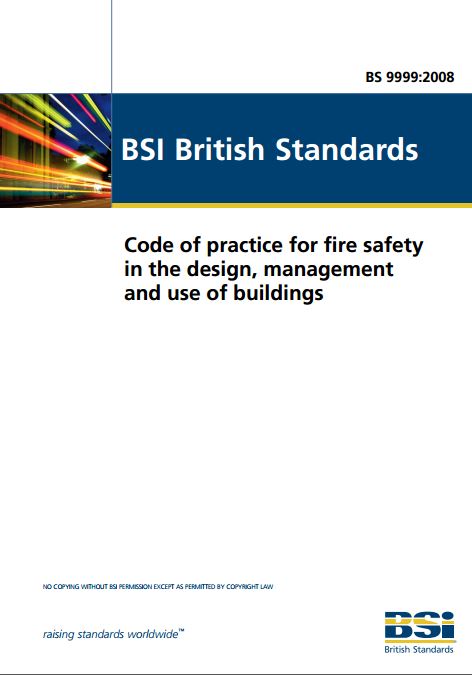 BS 9999:2008
BSI British Standards
Code of practice for fire safety
in the design, management
and use of buildings
NO COPYING WITHOUT BSI PERMISSION EXCEPT AS PERMITTED BY COPYRIGHT LAW
raising standards worldwide™
BSi
British Standards